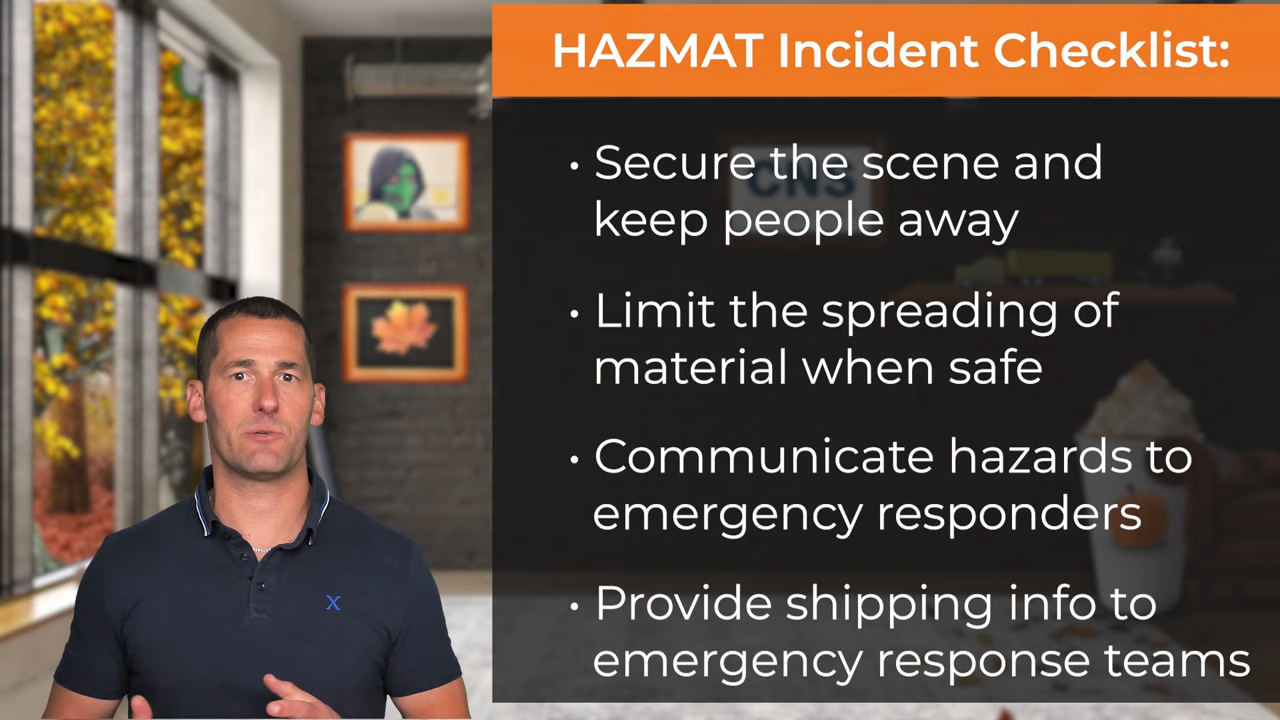 HAZMAT Incident Checklist:
• Secure the scene and
keep people away
CNS
• Limit the spreading of
material when safe
• Communicate hazards to
emergency responders
• Provide shipping info to
emergency response teams
X